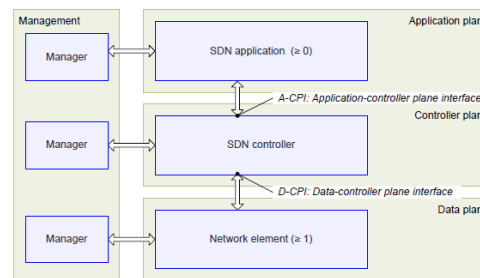 Management
Application plan
Manager
SDN application (≥ 0)
A-CPI: Application-controller plane interface
Controller plan
Manager
SDN controller
D-CPI: Data-controller plane interface
Data plan
Manager
Network element (≥ 1)